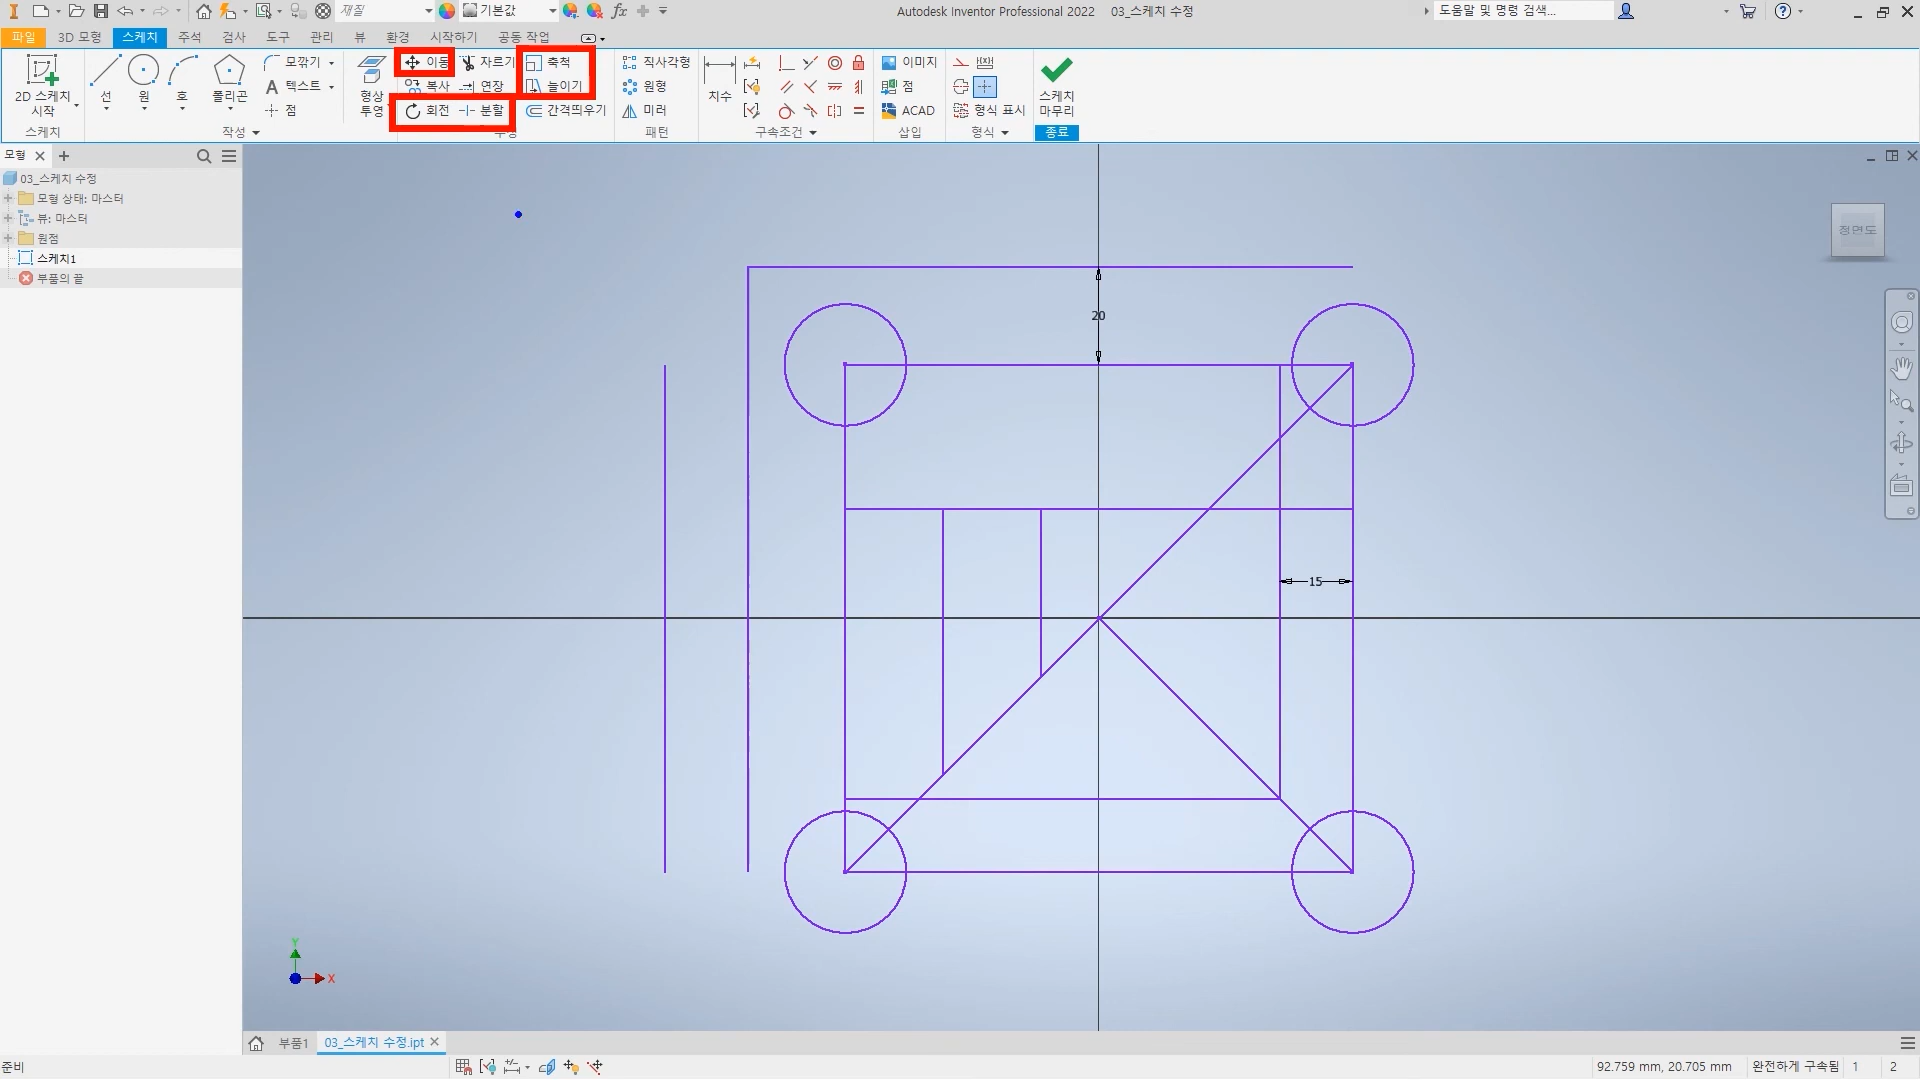 재질
기본값
fx
Autodesk Inventor Professional 2022 03_스케치 수정
도움말 및 명령 검색...
파일 3D 모형 스케치 주석 검사 도구 관리 뷰 환경 시작하기 공동 작업
2D 스케치
시작
선
원
호
폴리곤
모깎기
텍스트
점
형상
투영
이동
자르기
축척
복사
연장
늘이기
회전
분할
간격띄우기
직사각형
원형
미러
치수
이미지
점
ACAD
형식 표시
스케치
마무리
스케치
작성
수정
패턴
구속조건
삽입
형식
종료
모형
03_스케치 수정
모형 상태: 마스터
뷰: 마스터
원점
스케치1
부품의 끝
정면도
20
15
Y
X
부품1
03_스케치 수정.ipt
준비
92.759 mm, 20.705 mm 완전하게 구속됨 1 2